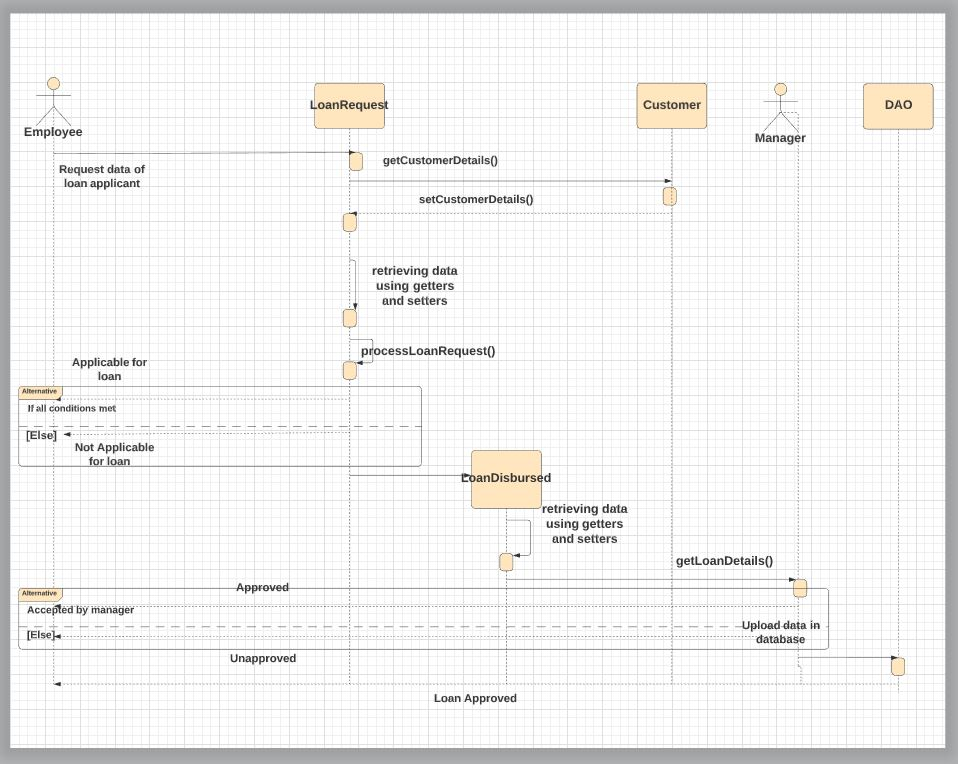 LoanRequest
Customer
DAO
Employee
Manager
getCustomerDetails()
Request data of
loan applicant
setCustomerDetails()
retrieving data
using getters
and setters
processLoanRequest()
Applicable for
loan
Alternative
If all conditions met
[Else]
Not Applicable
for loan
LoanDisbursed
retrieving data
using getters
and setters
getLoanDetails()
Approved
Alternative
Accepted by manager
Upload data in
database
[Else]
Unapproved
Loan Approved